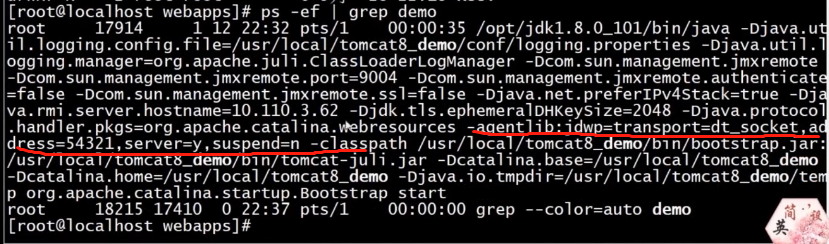 [root@localhost webapps]# ps -ef | grep demo
root     17914     1 12 22:32 pts/1    00:00:35 /opt/jdk1.8.0_101/bin/java -Djava.ut
il.logging.config.file=/usr/local/tomcat8_demo/conf/logging.properties -Djava.util.l
ogging.manager=org.apache.juli.ClassLoaderLogManager -Dcom.sun.management.jmxremote
-Dcom.sun.management.jmxremote.port=9004 -Dcom.sun.management.jmxremote.authenticate
=false -Dcom.sun.management.jmxremote.ssl=false -Djava.net.preferIPv4Stack=true -Dja
va.rmi.server.hostname=10.110.3.62 -Djdk.tls.ephemeralDHKeySize=2048 -Djava.protocol
.handler.pkgs=org.apache.catalina.webresources -agentlib:jdwp=transport=dt_socket,ad
dress=54321,server=y,suspend=n -classpath /usr/local/tomcat8_demo/bin/bootstrap.jar:
/usr/local/tomcat8_demo/bin/tomcat-juli.jar -Dcatalina.base=/usr/local/tomcat8_demo
-Dcatalina.home=/usr/local/tomcat8_demo -Djava.io.tmpdir=/usr/local/tomcat8_demo/tem
p org.apache.catalina.startup.Bootstrap start
root     18215 17410  0 22:37 pts/1    00:00:00 grep --color=auto demo
[root@localhost webapps]#
简
英